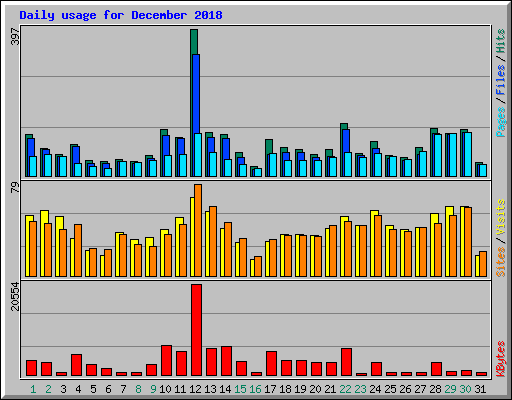 Daily usage for December 2018
397
Pages / Files / Hits
79
Sites / Visits
20554
KBytes
1 2 3 4 5 6 7 8 9 10 11 12 13 14 15 16 17 18 19 20 21 22 23 24 25 26 27 28 29 30 31